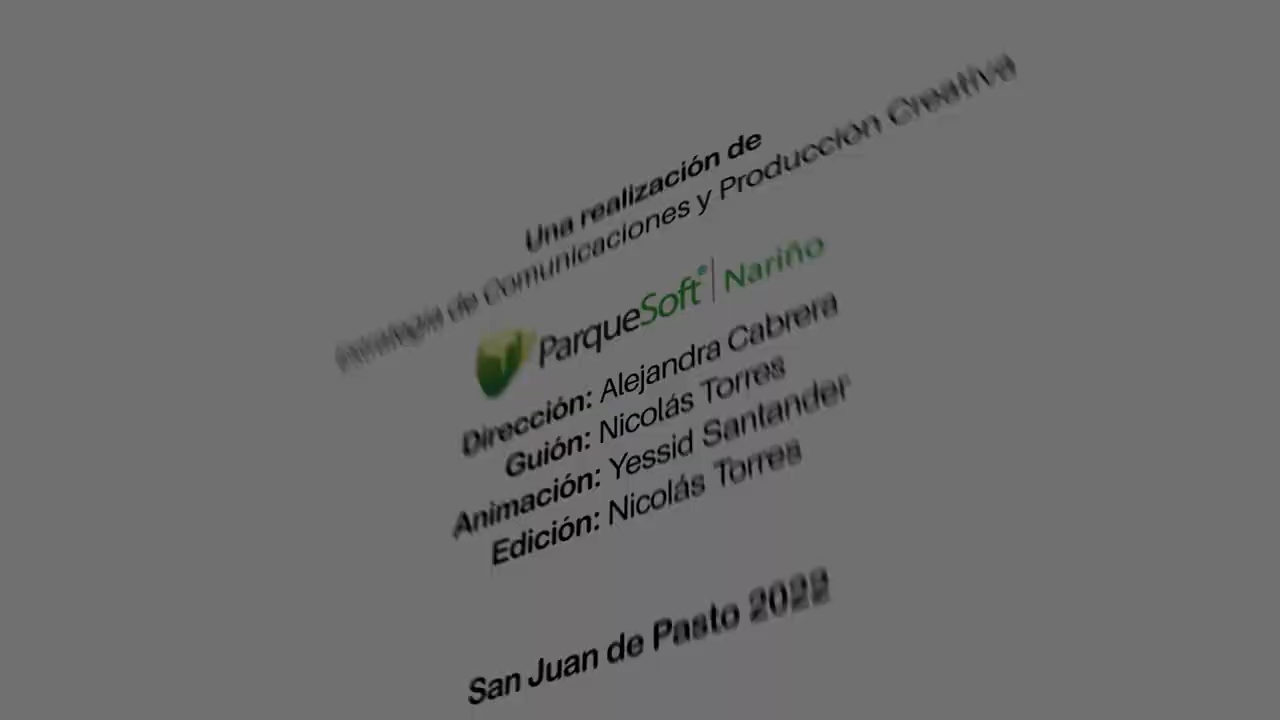 Una realización de
Estrategia de Comunicaciones y Producción Creativa
ParqueSoft | Nariño
Dirección: Alejandra Cabrera
Guión: Nicolás Torres
Animación: Yessid Santander
Edición: Nicolás Torres
San Juan de Pasto 2022